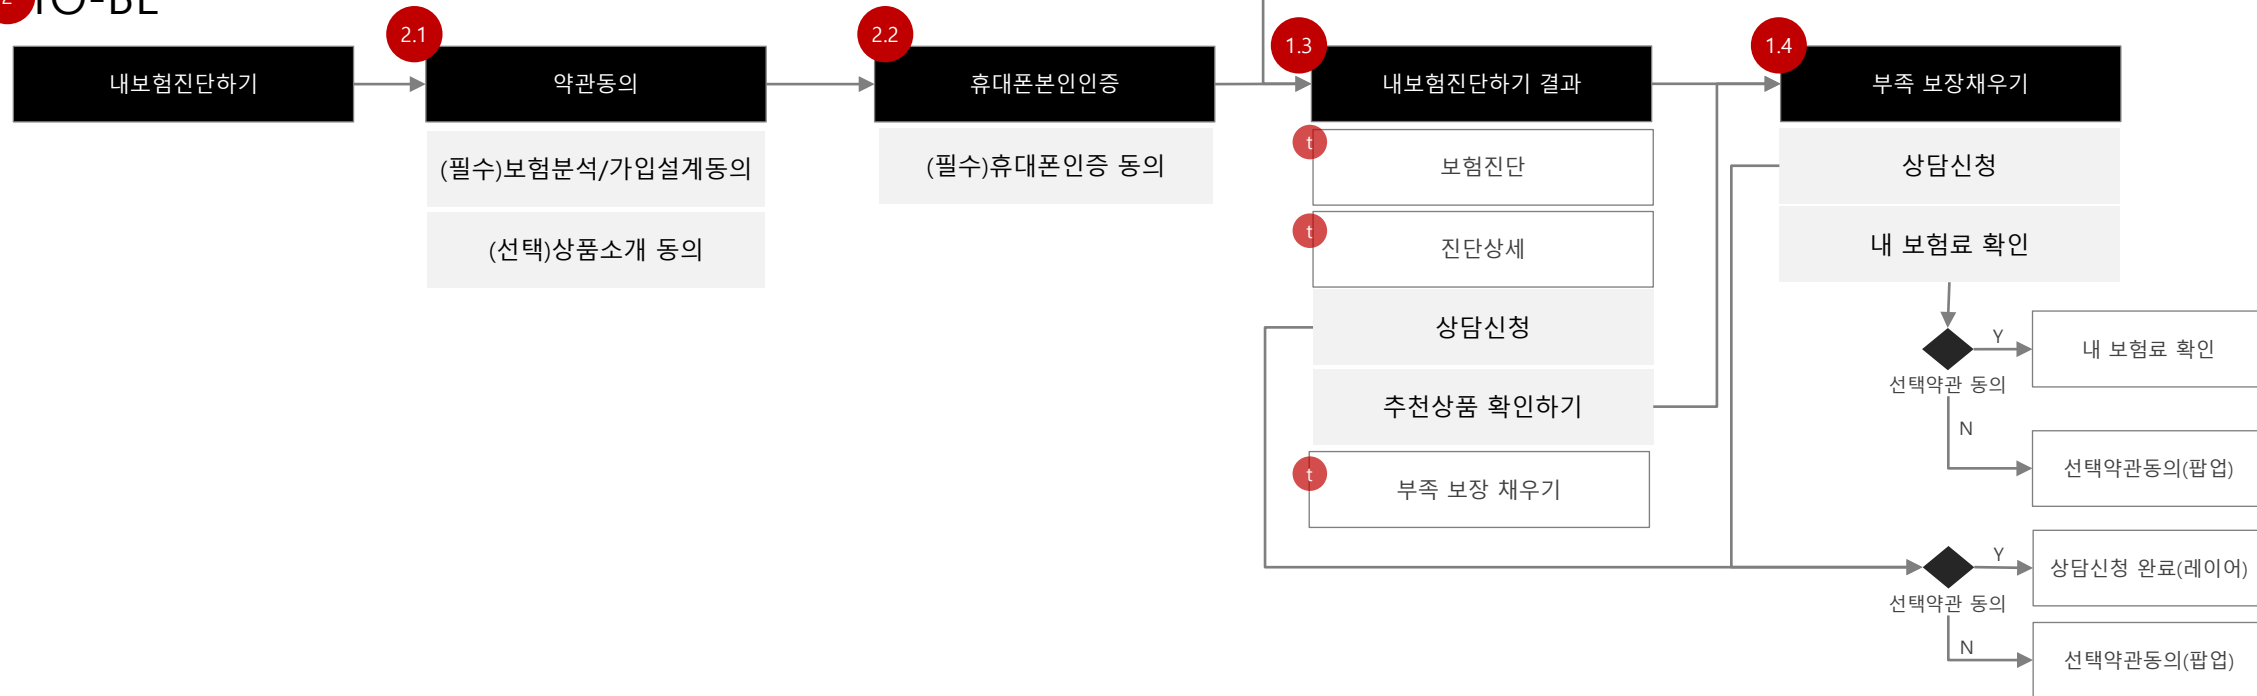 2 TO-BE
2.1
2.2
1.3
1.4
내보험진단하기
약관동의
휴대폰본인인증
내보험진단하기 결과
부족 보장채우기
(필수)보험분석/가입설계동의
(선택)상품소개 동의
(필수)휴대폰인증 동의
t
보험진단
t
진단상세
상담신청
추천상품 확인하기
t
부족 보장 채우기
상담신청
내 보험료 확인
선택약관 동의
Y
내 보험료 확인
N
선택약관동의(팝업)
선택약관 동의
Y
상담신청 완료(레이어)
N
선택약관동의(팝업)